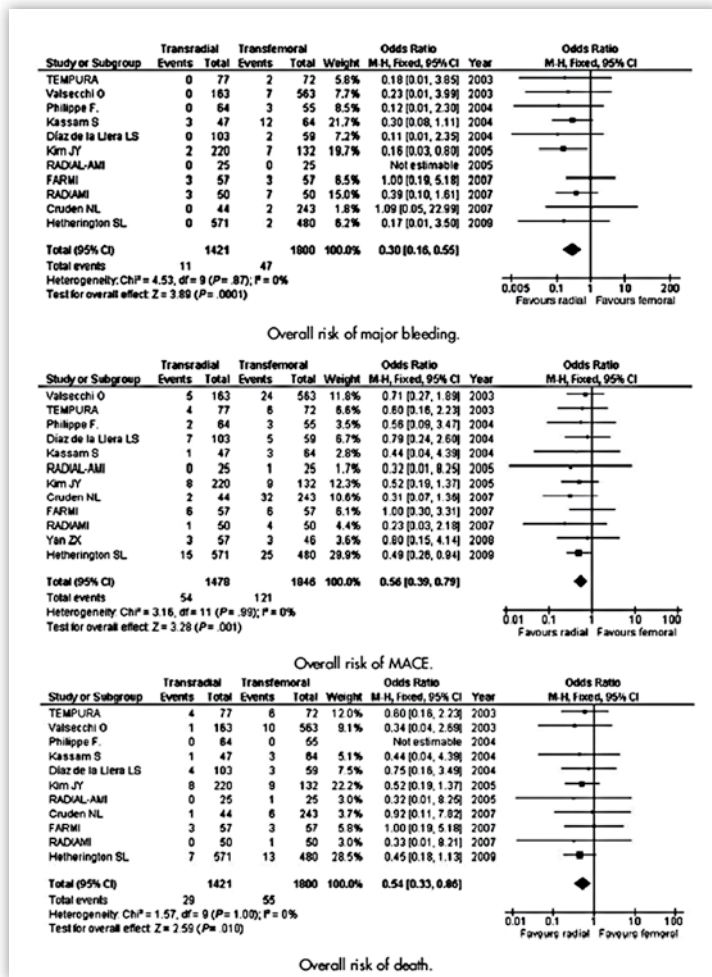 Transradial Transfemoral Odds Ratio Odds Ratio
Study or Subgroup Events Total Events Total Weight M-H, Fixed, 95% CI Year M-H, Fixed, 95% CI
TEMPURA 0 77 2 72 5.8% 0.18 [0.01, 3.85] 2003
Valsecchi O 0 163 7 563 7.7% 0.23 [0.01, 3.99] 2003
Philippe F. 0 64 3 55 8.4% 0.12 [0.01, 2.30] 2004
Kassam S 3 47 12 64 21.7% 0.30 [0.08, 1.11] 2004
Díaz de la Llera LS 0 103 2 59 7.2% 0.11 [0.01, 2.35] 2004
Kim JY 2 220 7 132 19.7% 0.16 [0.03, 0.80] 2005
RADIAL-AMI 0 25 0 25 Not estimable 2005
FARMI 3 57 3 57 6.5% 1.00 [0.19, 5.18] 2007
RADIAMI 3 50 7 50 15.0% 0.39 [0.10, 1.61] 2007
Cruden NL 0 44 2 243 1.8% 1.09 [0.05, 22.99] 2007
Hetherington SL 0 571 2 480 6.2% 0.17 [0.01, 3.50] 2009
Total (95% CI) 1421 1800 100.0% 0.30 [0.16, 0.55]
Total events 11 47
Heterogeneity: Chi² = 4.53, df = 9 (P = .87); I² = 0%
Test for overall effect: Z = 3.89 (P = .0001)
0.005 0.1 1 10 200
Favours radial Favours femoral
Overall risk of major bleeding.
Transradial Transfemoral Odds Ratio Odds Ratio
Study or Subgroup Events Total Events Total Weight M-H, Fixed, 95% CI Year M-H, Fixed, 95% CI
Valsecchi O 5 163 24 563 11.8% 0.71 [0.27, 1.89] 2003
TEMPURA 4 77 6 72 6.6% 0.60 [0.16, 2.23] 2003
Philippe F. 2 64 3 55 3.5% 0.56 [0.09, 3.47] 2004
Díaz de la Llera LS 7 103 5 59 7.0% 0.79 [0.24, 2.60] 2004
Kassam S 1 47 3 64 2.8% 0.44 [0.04, 4.39] 2004
RADIAL-AMI 0 25 1 25 1.7% 0.32 [0.01, 8.25] 2005
Kim JY 8 220 9 132 12.3% 0.52 [0.19, 1.37] 2005
Cruden NL 2 44 32 243 10.6% 0.31 [0.07, 1.36] 2007
FARMI 6 57 6 57 6.1% 1.00 [0.30, 3.31] 2007
RADIAMI 1 50 4 50 4.4% 0.23 [0.03, 2.18] 2007
Yan ZX 3 57 3 46 3.6% 0.80 [0.15, 4.14] 2008
Hetherington SL 15 571 25 480 29.9% 0.49 [0.26, 0.94] 2009
Total (95% CI) 1478 1846 100.0% 0.56 [0.39, 0.79]
Total events 54 121
Heterogeneity: Chi² = 3.16, df = 11 (P = .99); I² = 0%
Test for overall effect: Z = 3.28 (P = .001)
0.01 0.1 1 10 100
Favours radial Favours femoral
Overall risk of MACE.
Transradial Transfemoral Odds Ratio Odds Ratio
Study or Subgroup Events Total Events Total Weight M-H, Fixed, 95% CI Year M-H, Fixed, 95% CI
TEMPURA 4 77 6 72 12.0% 0.60 [0.16, 2.23] 2003
Valsecchi O 1 163 10 563 9.1% 0.34 [0.04, 2.69] 2003
Philippe F. 0 64 0 55 Not estimable 2004
Kassam S 1 47 3 64 5.1% 0.44 [0.04, 4.39] 2004
Díaz de la Llera LS 4 103 3 59 7.5% 0.75 [0.16, 3.49] 2004
Kim JY 8 220 9 132 22.2% 0.52 [0.19, 1.37] 2005
RADIAL-AMI 0 25 1 25 3.0% 0.32 [0.01, 8.25] 2005
Cruden NL 1 44 6 243 3.8% 0.92 [0.11, 7.82] 2007
FARMI 3 57 3 57 5.8% 1.00 [0.19, 5.18] 2007
RADIAMI 0 50 1 50 3.0% 0.33 [0.01, 8.21] 2007
Hetherington SL 7 571 13 480 28.5% 0.45 [0.18, 1.13] 2009
Total (95% CI) 1421 1800 100.0% 0.54 [0.33, 0.86]
Total events 29 55
Heterogeneity: Chi² = 1.57, df = 9 (P = 1.00); I² = 0%
Test for overall effect: Z = 2.59 (P = .010)
0.01 0.1 1 10 100
Favours radial Favours femoral
Overall risk of death.